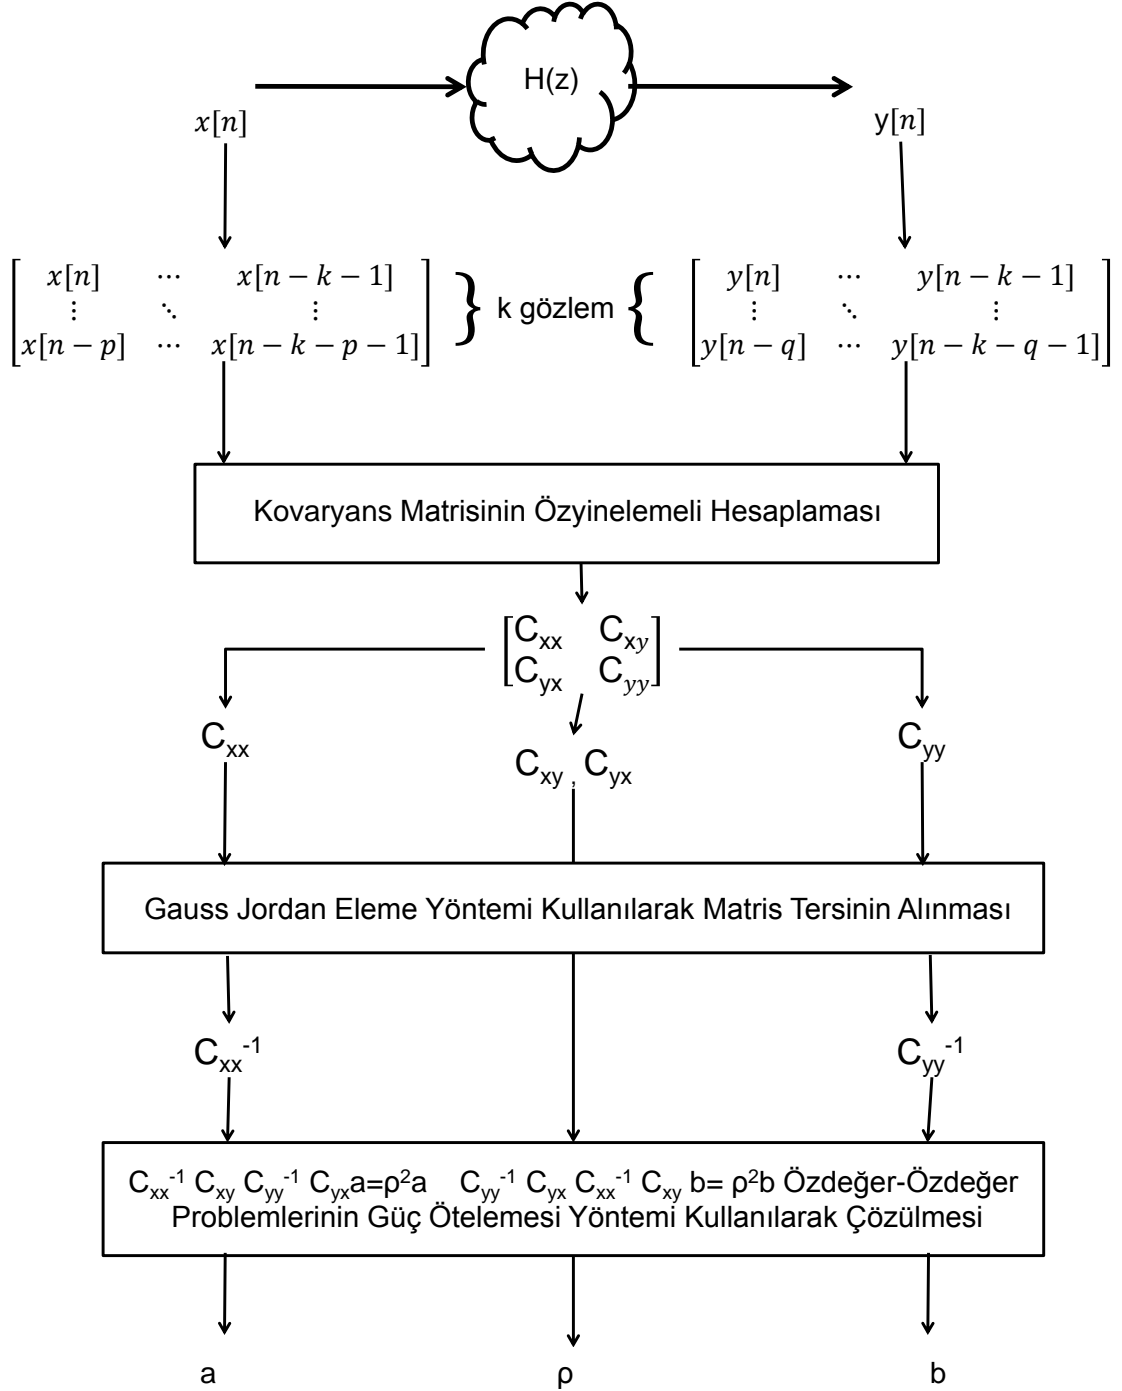 H(z)
x[n]
y[n]
x[n] ⋯ x[n − k − 1]
⋮ ⋱ ⋮
x[n − p] ⋯ x[n − k − p − 1]
} k gözlem {
y[n] ⋯ y[n − k − 1]
⋮ ⋱ ⋮
y[n − q] ⋯ y[n − k − q − 1]
Kovaryans Matrisinin Özyinelemeli Hesaplaması
Cxx Cxy
Cyx Cyy
Cxx
Cxy , Cyx
Cyy
Gauss Jordan Eleme Yöntemi Kullanılarak Matris Tersinin Alınması
Cxx⁻¹
Cyy⁻¹
Cxx⁻¹ Cxy Cyy⁻¹ Cyxa=ρ²a Cyy⁻¹ Cyx Cxx⁻¹ Cxy b= ρ²b Özdeğer-Özdeğer
Problemlerinin Güç Ötelemesi Yöntemi Kullanılarak Çözülmesi
a
ρ
b